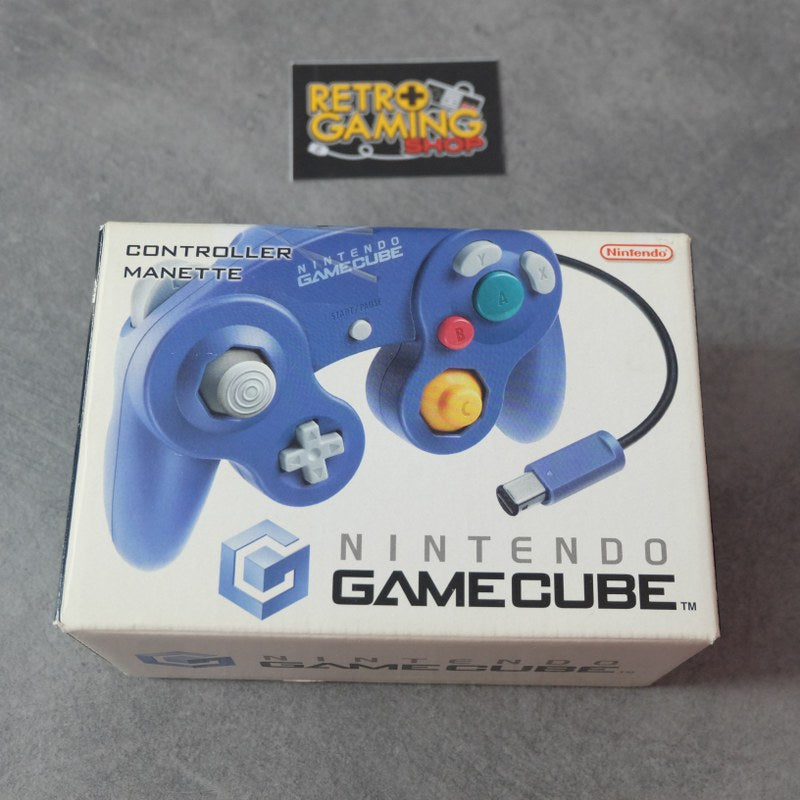 RETRO
GAMING
SHOP
CONTROLLER
MANETTE
NINTENDO
GAMECUBE
Nintendo
START/PAUSE
Y
X
A
B
C
NINTENDO
GAMECUBE™
NINTENDO
GAMECUBE